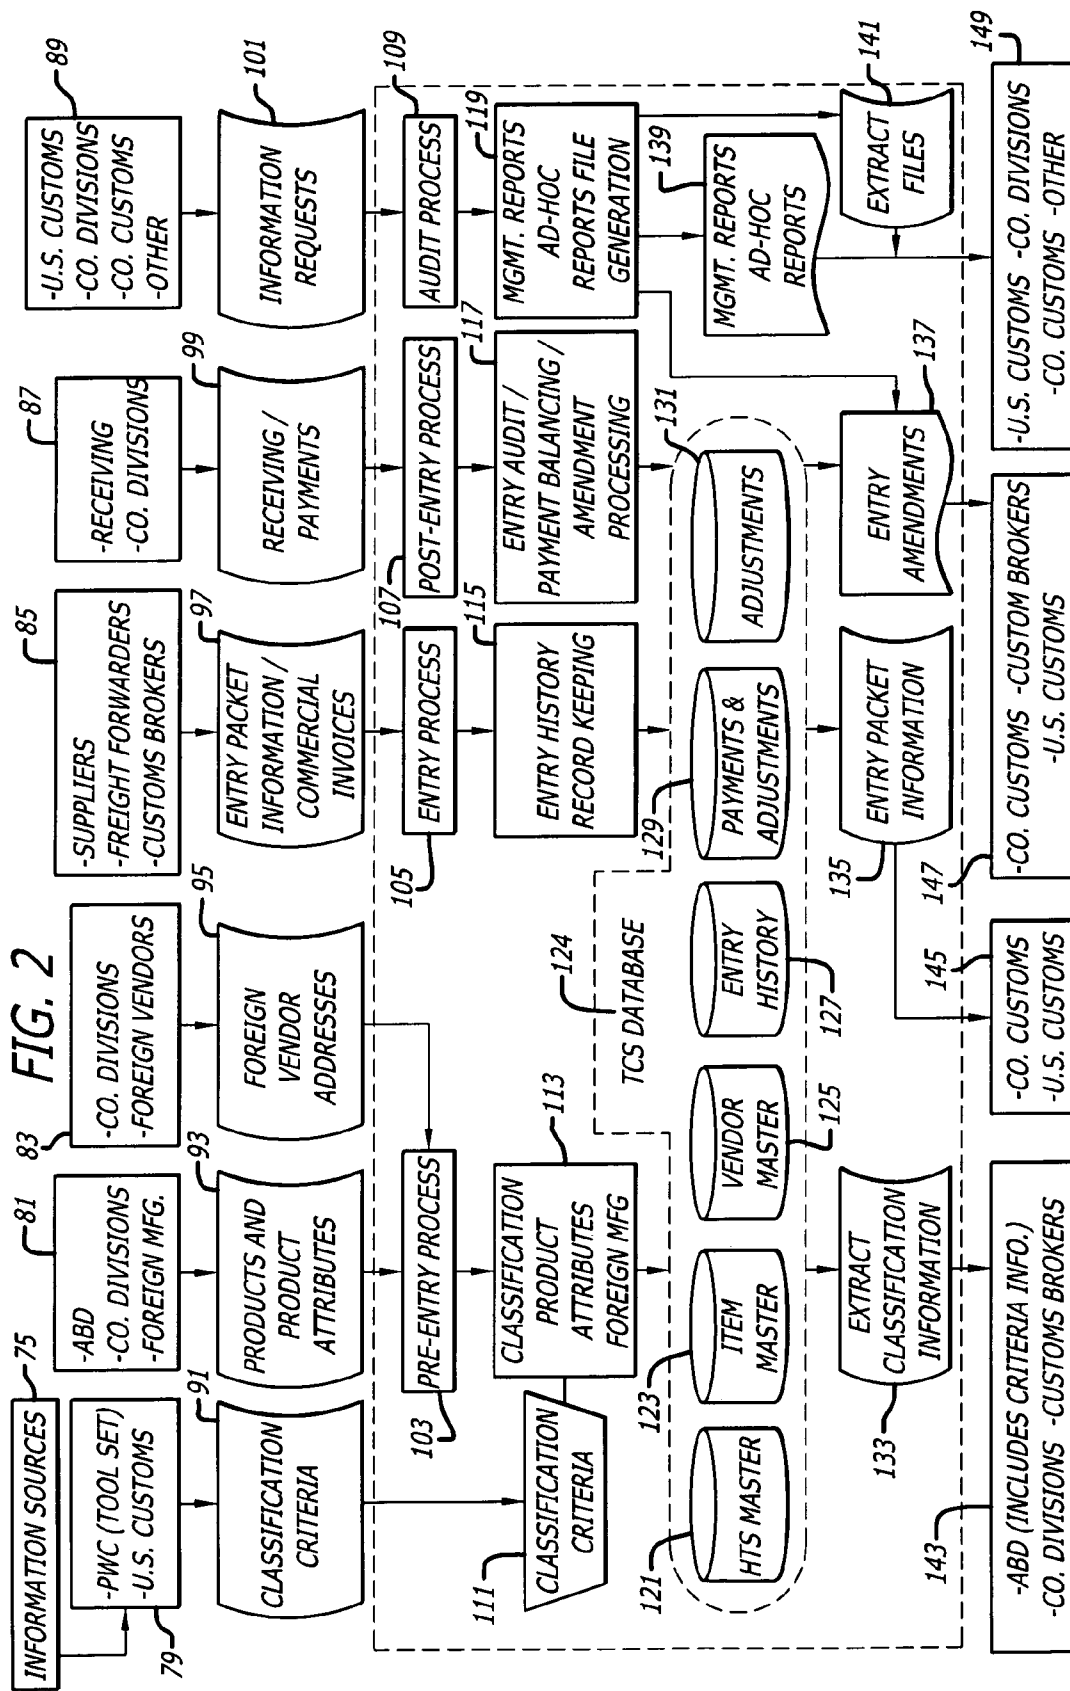 FIG. 2
INFORMATION SOURCES
75
-PWC (TOOL SET)
-U.S. CUSTOMS
79
-ABD
-CO. DIVISIONS
-FOREIGN MFG.
81
-CO. DIVISIONS
-FOREIGN VENDORS
83
-SUPPLIERS
-FREIGHT FORWARDERS
-CUSTOMS BROKERS
85
-RECEIVING
-CO. DIVISIONS
87
-U.S. CUSTOMS
-CO. DIVISIONS
-CO. CUSTOMS
-OTHER
89
CLASSIFICATION
CRITERIA
91
PRODUCTS AND
PRODUCT
ATTRIBUTES
93
FOREIGN
VENDOR
ADDRESSES
95
ENTRY PACKET
INFORMATION /
COMMERCIAL
INVOICES
97
RECEIVING /
PAYMENTS
99
INFORMATION
REQUESTS
101
PRE-ENTRY PROCESS
103
ENTRY PROCESS
105
POST-ENTRY PROCESS
107
AUDIT PROCESS
109
CLASSIFICATION
CRITERIA
111
CLASSIFICATION
PRODUCT
ATTRIBUTES
FOREIGN MFG
113
ENTRY HISTORY
RECORD KEEPING
115
ENTRY AUDIT /
PAYMENT BALANCING /
AMENDMENT
PROCESSING
117
MGMT. REPORTS
AD-HOC
REPORTS FILE
GENERATION
119
TCS DATABASE
124
HTS MASTER
121
ITEM
MASTER
123
VENDOR
MASTER
125
ENTRY
HISTORY
127
PAYMENTS &
ADJUSTMENTS
129
ADJUSTMENTS
131
MGMT. REPORTS
AD-HOC
REPORTS
139
EXTRACT
CLASSIFICATION
INFORMATION
133
ENTRY PACKET
INFORMATION
135
ENTRY
AMENDMENTS
137
EXTRACT
FILES
141
-ABD (INCLUDES CRITERIA INFO.)
-CO. DIVISIONS -CUSTOMS BROKERS
143
-CO. CUSTOMS
-U.S. CUSTOMS
145
-CO. CUSTOMS -CUSTOM BROKERS
-U.S. CUSTOMS
147
-U.S. CUSTOMS -CO. DIVISIONS
-CO. CUSTOMS -OTHER
149